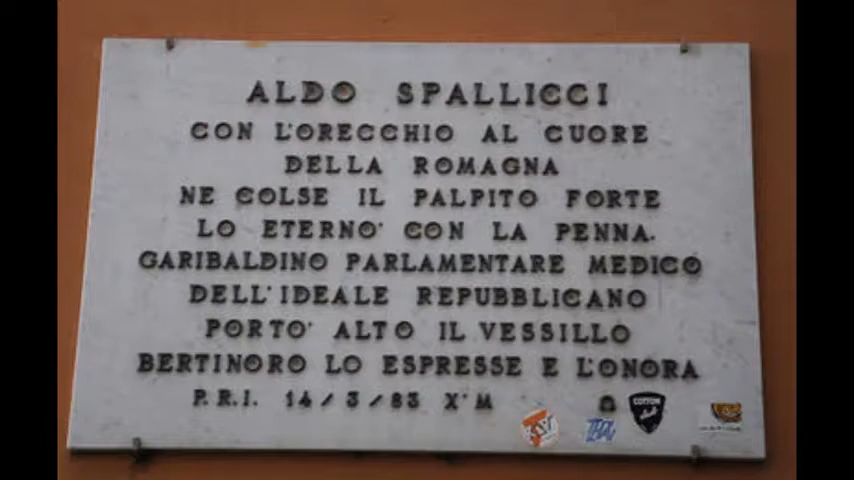 ALDO SPALLICCI
CON L'ORECCHIO AL CUORE
DELLA ROMAGNA
NE COLSE IL PALPITO FORTE
LO ETERNO' CON LA PENNA.
GARIBALDINO PARLAMENTARE MEDICO
DELL'IDEALE REPUBBLICANO
PORTO' ALTO IL VESSILLO
BERTINORO LO ESPRESSE E L'ONORA
P.R.I. 14/3/83 X° M
COTTON